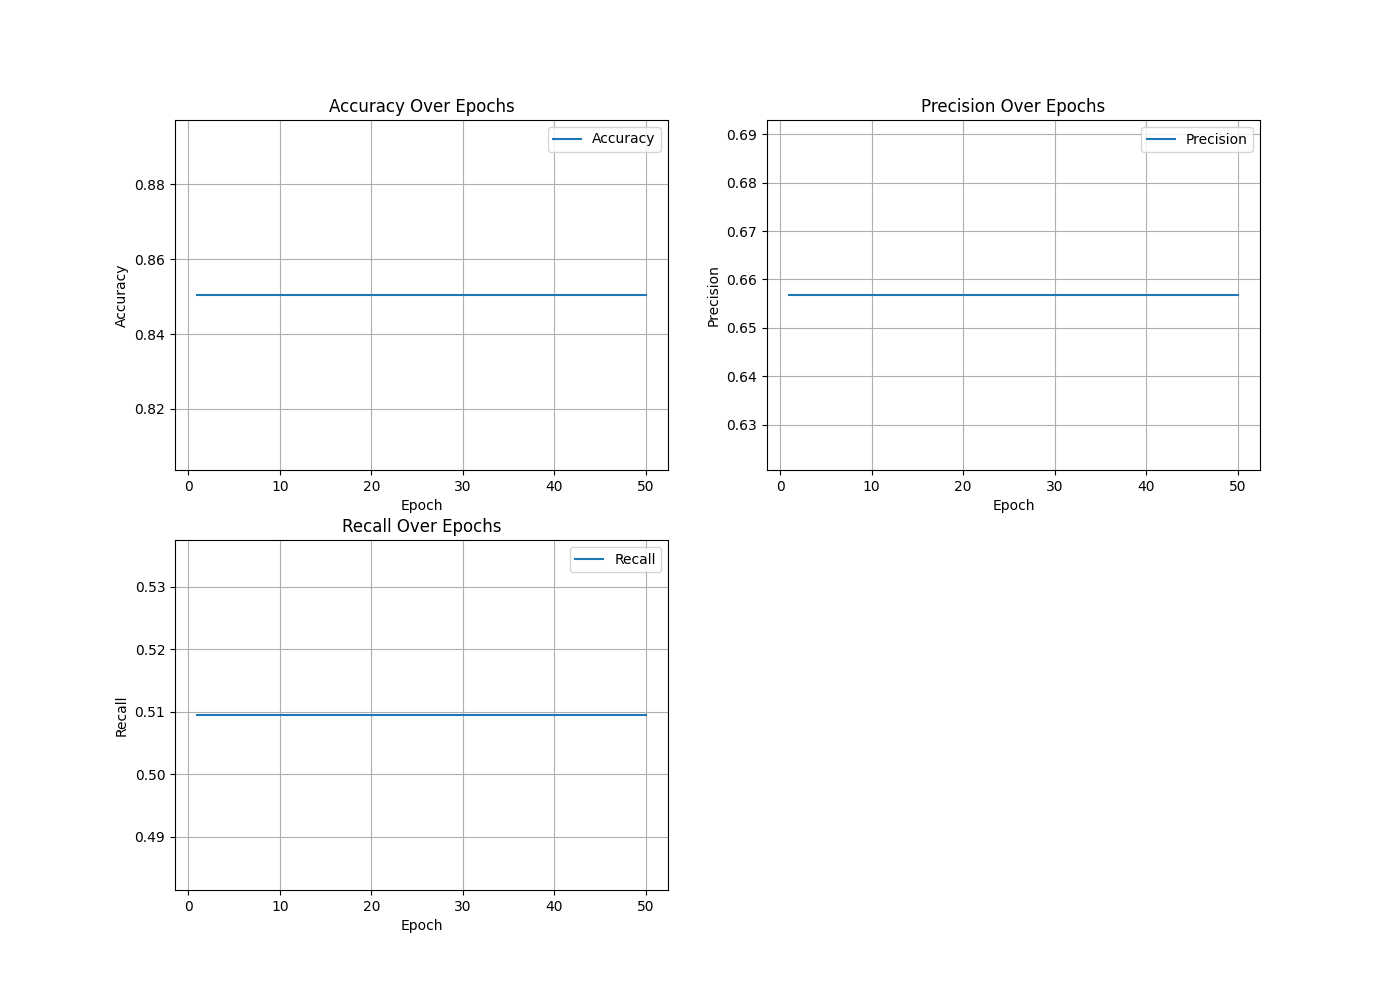 Accuracy Over Epochs
Accuracy
0.88
0.86
0.84
0.82
Accuracy
0 10 20 30 40 50
Epoch
Precision Over Epochs
Precision
0.69
0.68
0.67
0.66
0.65
0.64
0.63
Precision
0 10 20 30 40 50
Epoch
Recall Over Epochs
Recall
0.53
0.52
0.51
0.50
0.49
Recall
0 10 20 30 40 50
Epoch